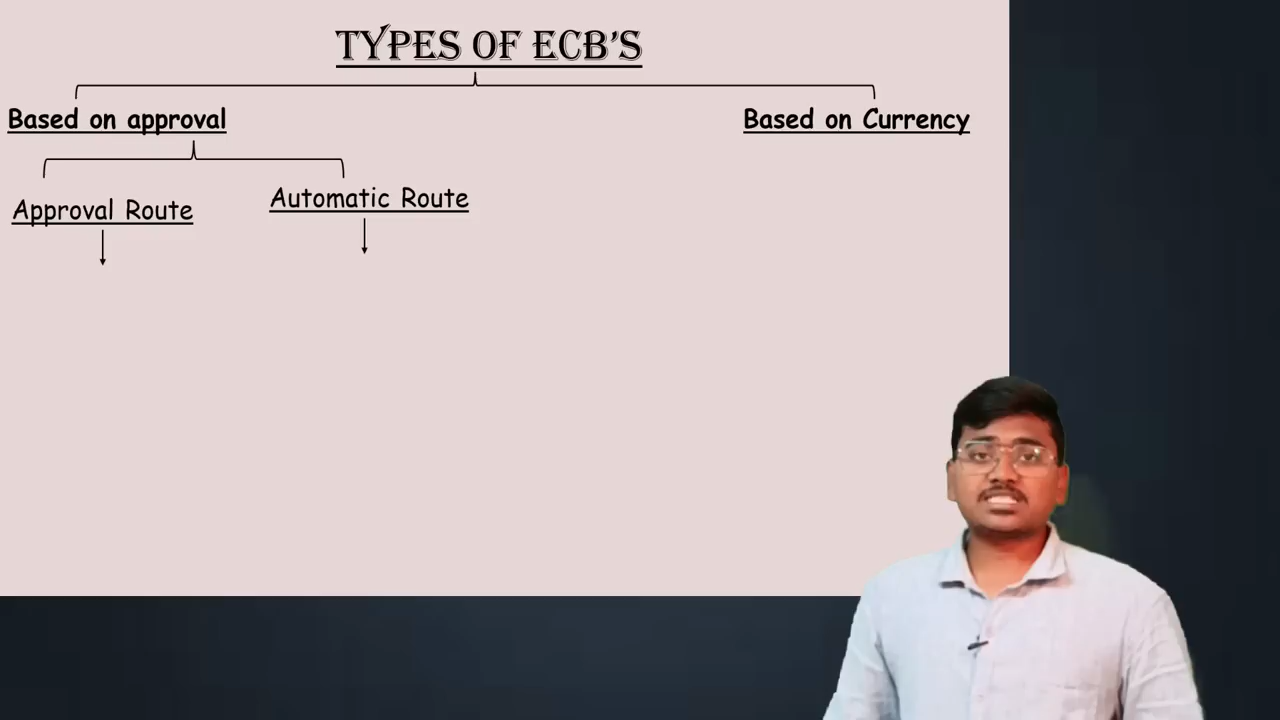 TYPES OF ECB'S
Based on approval
Based on Currency
Approval Route
Automatic Route